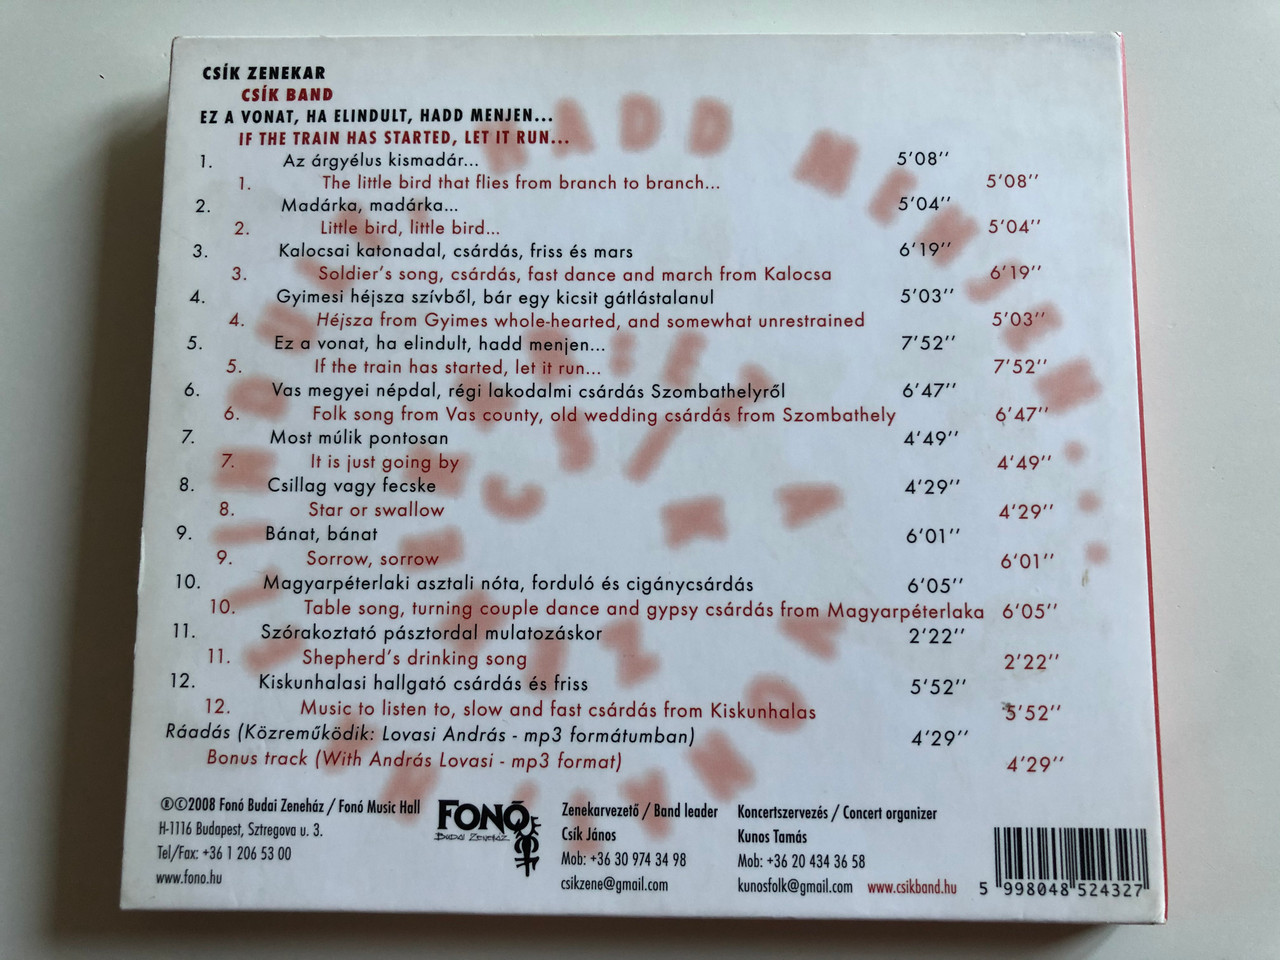 CSÍK ZENEKAR
CSÍK BAND
EZ A VONAT, HA ELINDULT, HADD MENJEN...
IF THE TRAIN HAS STARTED, LET IT RUN...
1. Az árgyélus kismadár... 5'08''
1. The little bird that flies from branch to branch... 5'08''
2. Madárka, madárka... 5'04''
2. Little bird, little bird... 5'04''
3. Kalocsai katonadal, csárdás, friss és mars 6'19''
3. Soldier's song, csárdás, fast dance and march from Kalocsa 6'19''
4. Gyimesi héjsza szívből, bár egy kicsit gátlástalanul 5'03''
4. Héjsza from Gyimes whole-hearted, and somewhat unrestrained 5'03''
5. Ez a vonat, ha elindult, hadd menjen... 7'52''
5. If the train has started, let it run... 7'52''
6. Vas megyei népdal, régi lakodalmi csárdás Szombathelyről 6'47''
6. Folk song from Vas county, old wedding csárdás from Szombathely 6'47''
7. Most múlik pontosan 4'49''
7. It is just going by 4'49''
8. Csillag vagy fecske 4'29''
8. Star or swallow 4'29''
9. Bánat, bánat 6'01''
9. Sorrow, sorrow 6'01''
10. Magyarpéterlaki asztali nóta, forduló és cigánycsárdás 6'05''
10. Table song, turning couple dance and gypsy csárdás from Magyarpéterlaka 6'05''
11. Szórakoztató pásztordal mulatozáskor 2'22''
11. Shepherd's drinking song 2'22''
12. Kiskunhalasi hallgató csárdás és friss 5'52''
12. Music to listen to, slow and fast csárdás from Kiskunhalas 5'52''
Ráadás (Közreműködik: Lovasi András - mp3 formátumban) 4'29''
Bonus track (With András Lovasi - mp3 format) 4'29''
®©2008 Fonó Budai Zeneház / Fonó Music Hall
H-1116 Budapest, Sztregova u. 3.
Tel/Fax: +36 1 206 53 00
www.fono.hu
FONÓ
BUDAI ZENEHÁZ
Zenekarvezető / Band leader
Csík János
Mob: +36 30 974 34 98
csikzene@gmail.com
Koncertszervezés / Concert organizer
Kunos Tamás
Mob: +36 20 434 36 58
kunosfolk@gmail.com www.csikband.hu
5 998048 524327